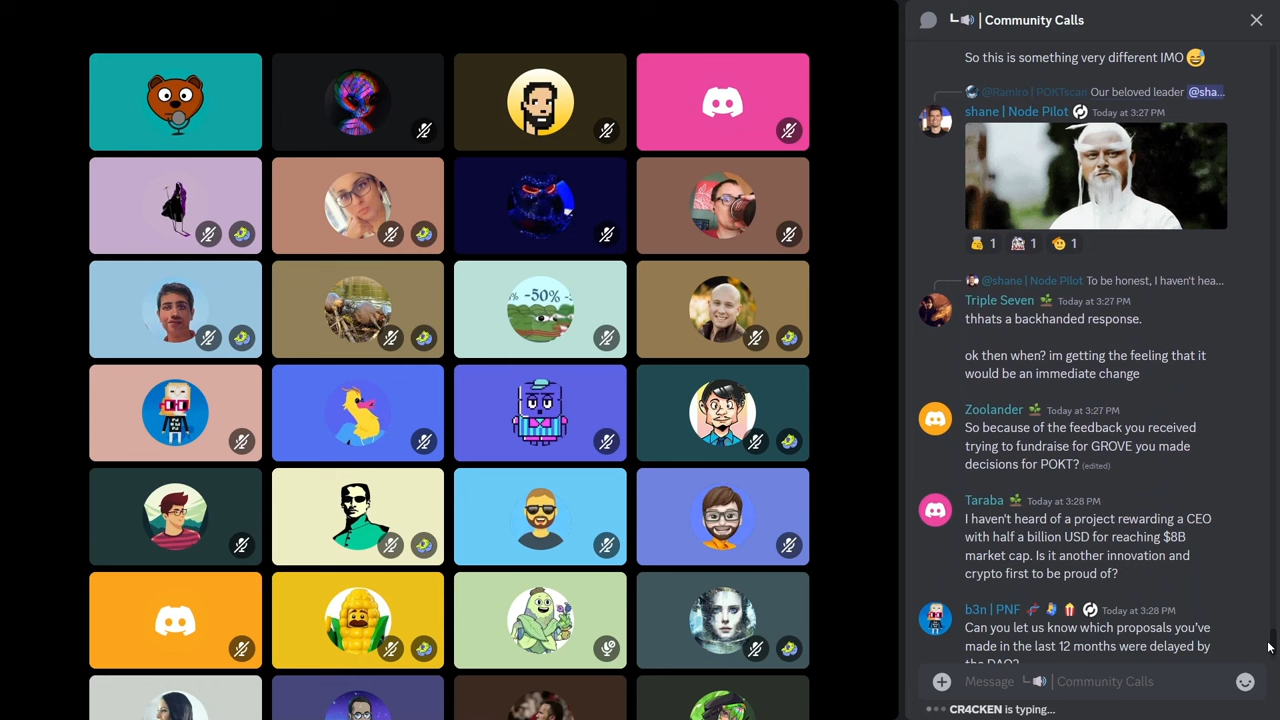 Community Calls
So this is something very different IMO
@Ramiro | POKTscan Our beloved leader @sha...
shane | Node Pilot Today at 3:27 PM
1 1 1
@shane | Node Pilot To be honest, I haven't hea...
Triple Seven Today at 3:27 PM
thhats a backhanded response.
ok then when? im getting the feeling that it
would be an immediate change
Zoolander Today at 3:27 PM
So because of the feedback you received
trying to fundraise for GROVE you made
decisions for POKT? (edited)
Taraba Today at 3:28 PM
I haven't heard of a project rewarding a CEO
with half a billion USD for reaching $8B
market cap. Is it another innovation and
crypto first to be proud of?
b3n | PNF Today at 3:28 PM
Can you let us know which proposals you've
made in the last 12 months were delayed by
the DAO?
Message Community Calls
CR4CKEN is typing...
-50%